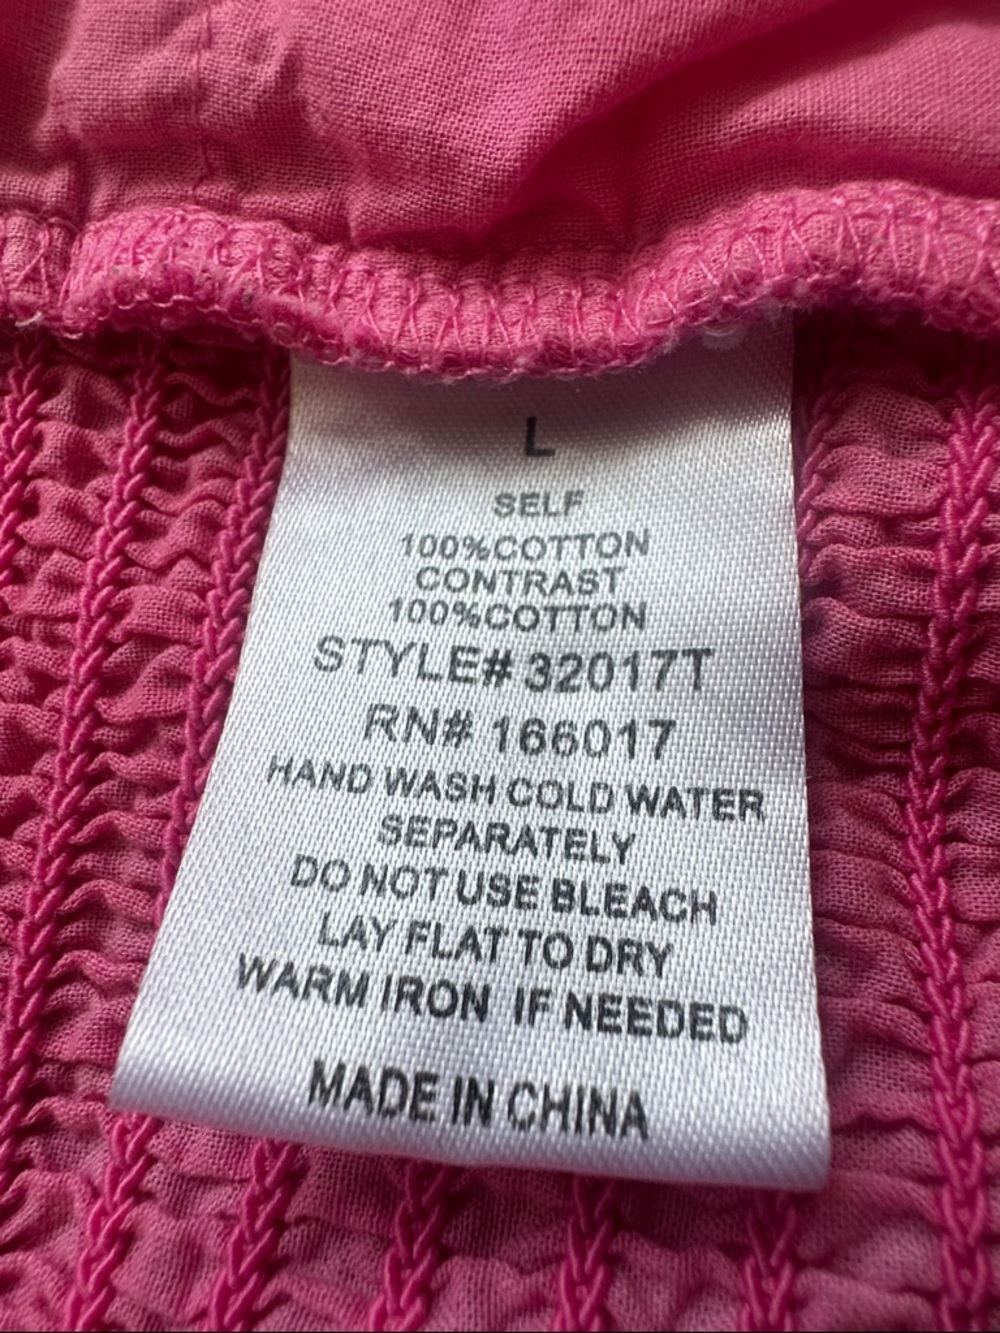 L
SELF
100%COTTON
CONTRAST
100%COTTON
STYLE# 32017T
RN# 166017
HAND WASH COLD WATER
SEPARATELY
DO NOT USE BLEACH
LAY FLAT TO DRY
WARM IRON IF NEEDED
MADE IN CHINA